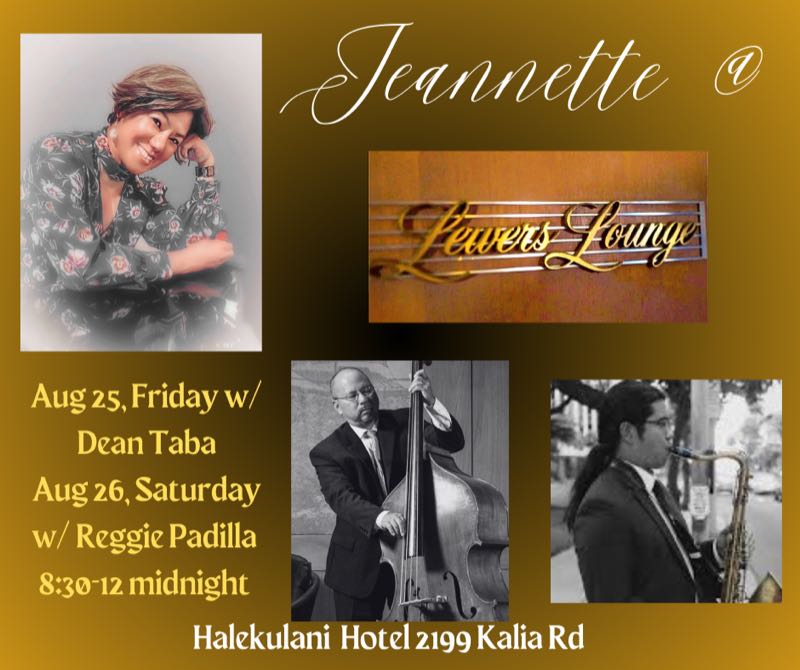 Jeannette @
Lewers Lounge
Aug 25, Friday w/
Dean Taba
Aug 26, Saturday
w/ Reggie Padilla
8:30-12 midnight
Halekulani Hotel 2199 Kalia Rd